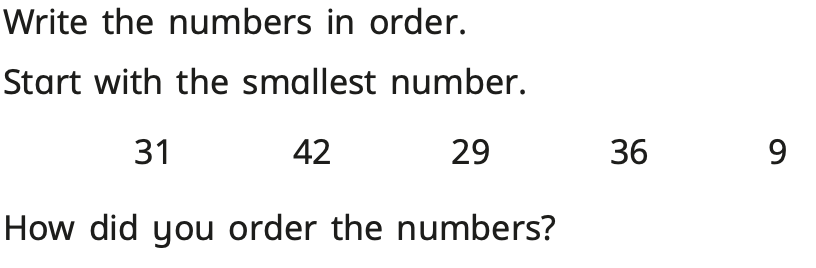 Write the numbers in order.
Start with the smallest number.
31 42 29 36 9
How did you order the numbers?